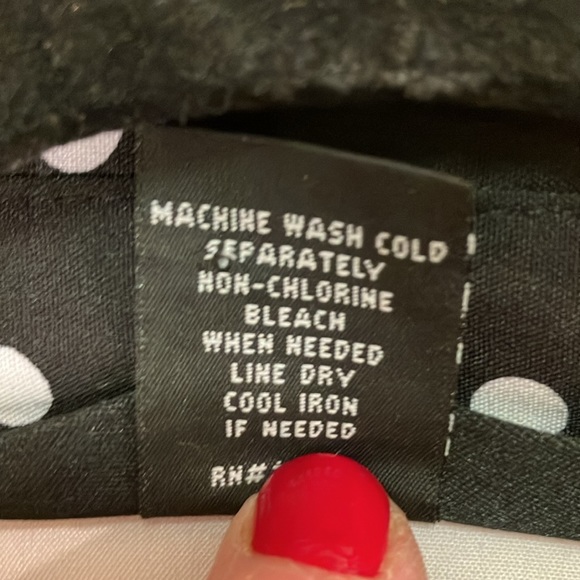 MACHINE WASH COLD
SEPARATELY
NON-CHLORINE
BLEACH
WHEN NEEDED
LINE DRY
COOL IRON
IF NEEDED
RN#